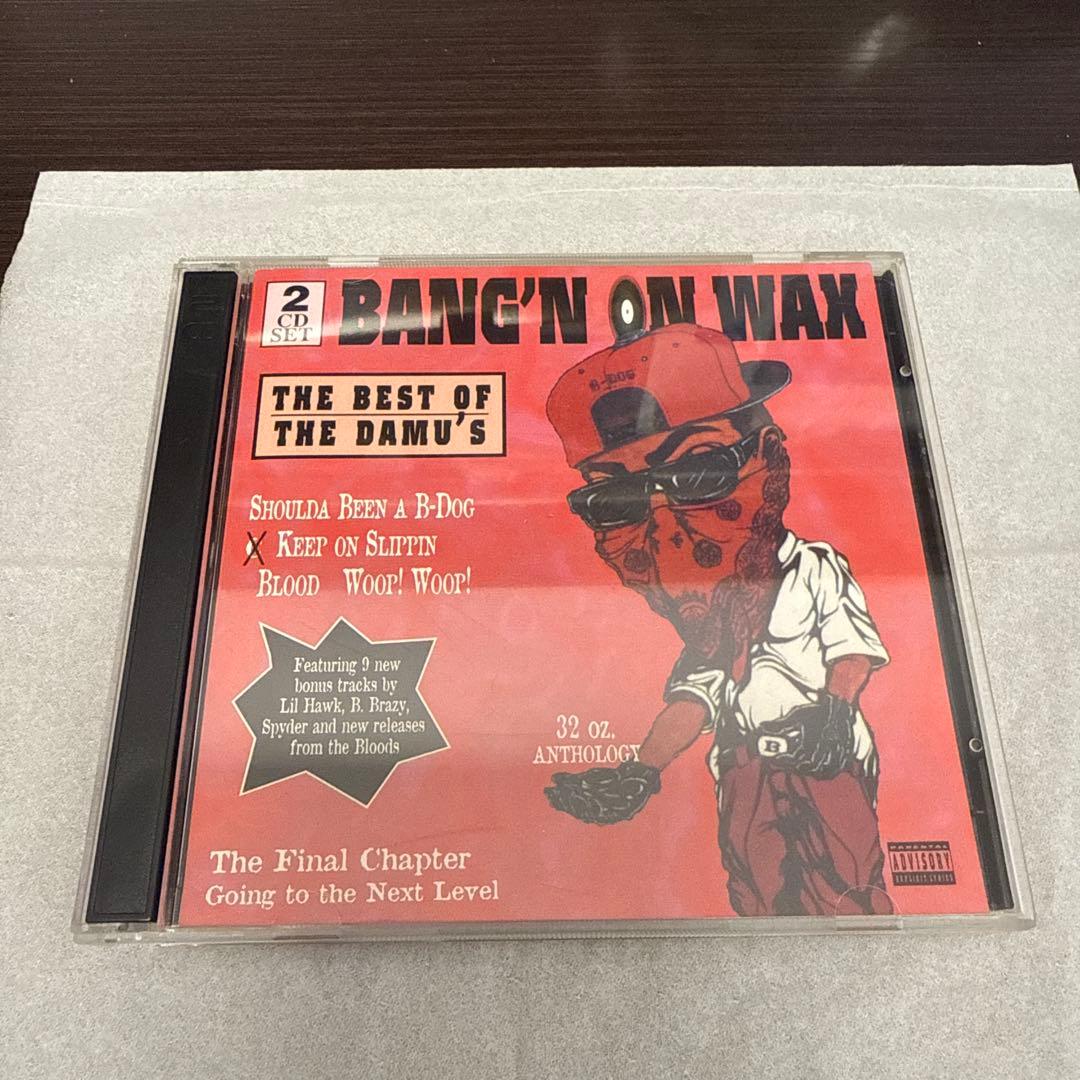 2
CD
SET
BANG'N ON WAX
THE BEST OF
THE DAMU'S
B-DOG
SHOULDA BEEN A B-DOG
X KEEP ON SLIPPIN
BLOOD WOOP! WOOP!
Featuring 9 new
bonus tracks by
Lil Hawk, B. Brazy,
Spyder and new releases
from the Bloods
32 OZ.
ANTHOLOGY
B
The Final Chapter
Going to the Next Level
PARENTAL
ADVISORY
EXPLICIT LYRICS